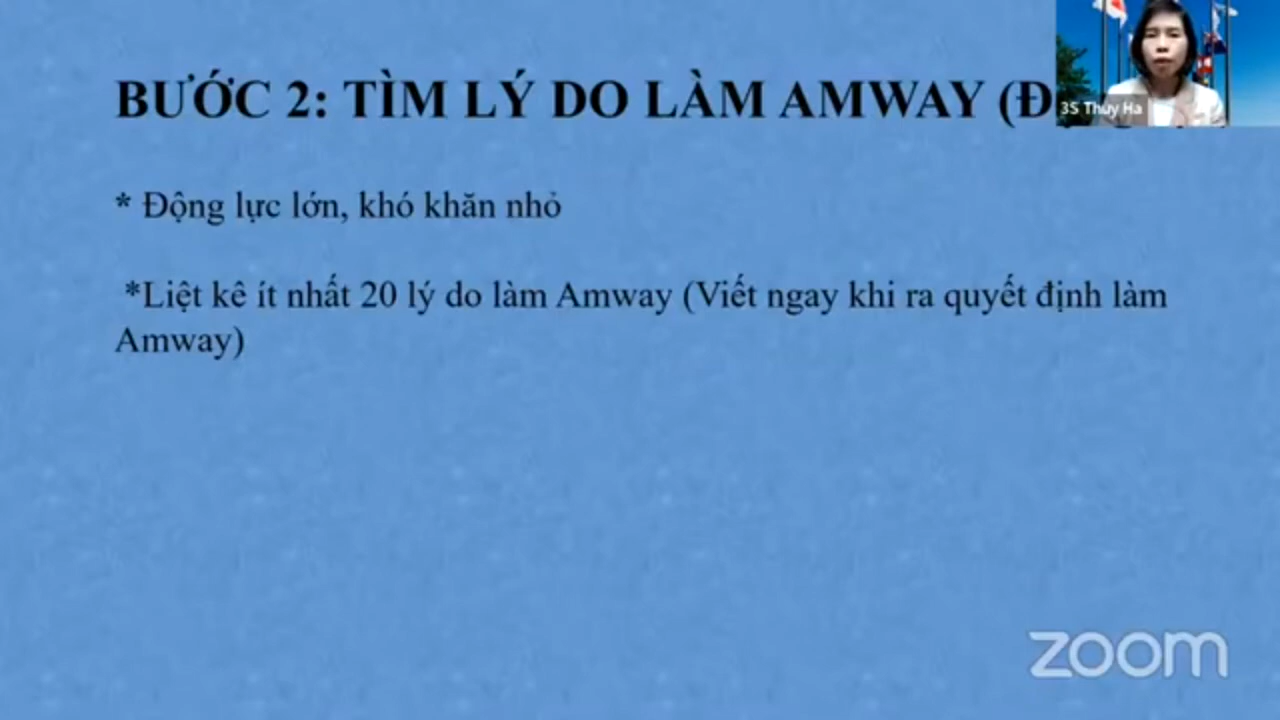 BƯỚC 2: TÌM LÝ DO LÀM AMWAY (Đ
3S Thuy Ha
* Động lực lớn, khó khăn nhỏ
*Liệt kê ít nhất 20 lý do làm Amway (Viết ngay khi ra quyết định làm
Amway)
zoom